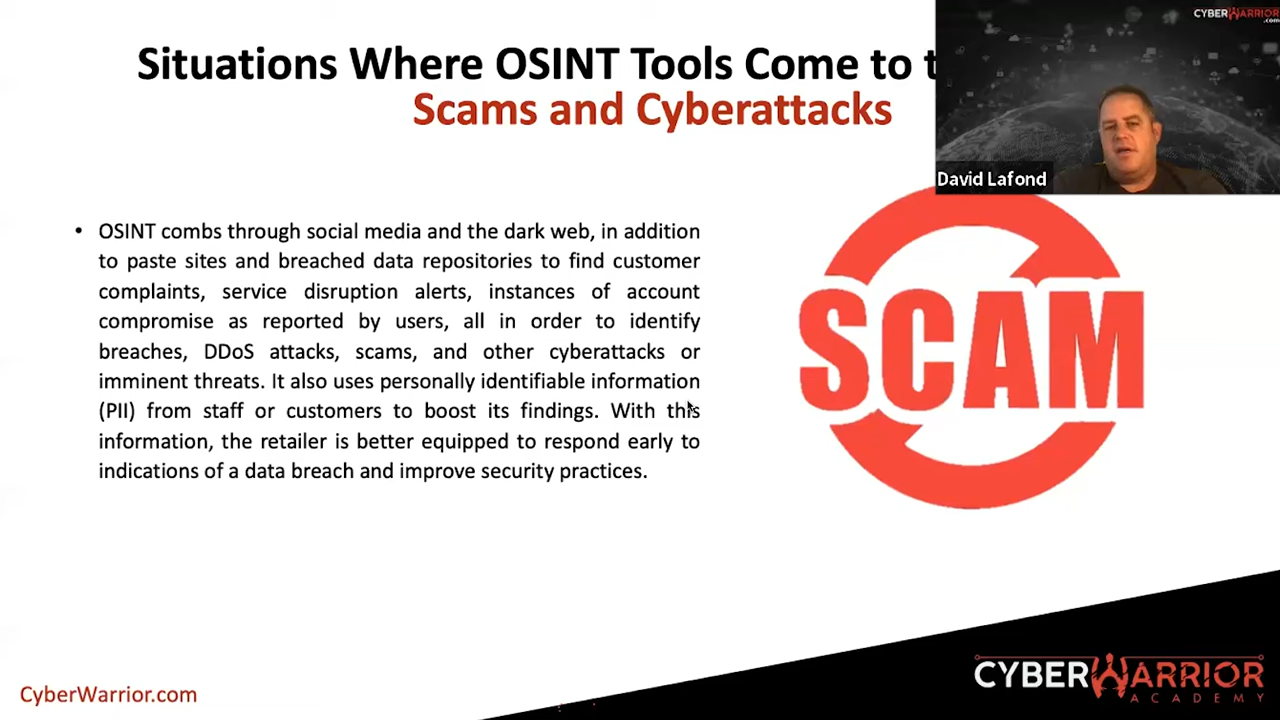 CYBERWARRIOR
.com
Situations Where OSINT Tools Come to t
Scams and Cyberattacks
David Lafond
• OSINT combs through social media and the dark web, in addition
to paste sites and breached data repositories to find customer
complaints, service disruption alerts, instances of account
compromise as reported by users, all in order to identify
breaches, DDoS attacks, scams, and other cyberattacks or
imminent threats. It also uses personally identifiable information
(PII) from staff or customers to boost its findings. With this
information, the retailer is better equipped to respond early to
indications of a data breach and improve security practices.
SCAM
CyberWarrior.com
CYBERWARRIOR
ACADEMY